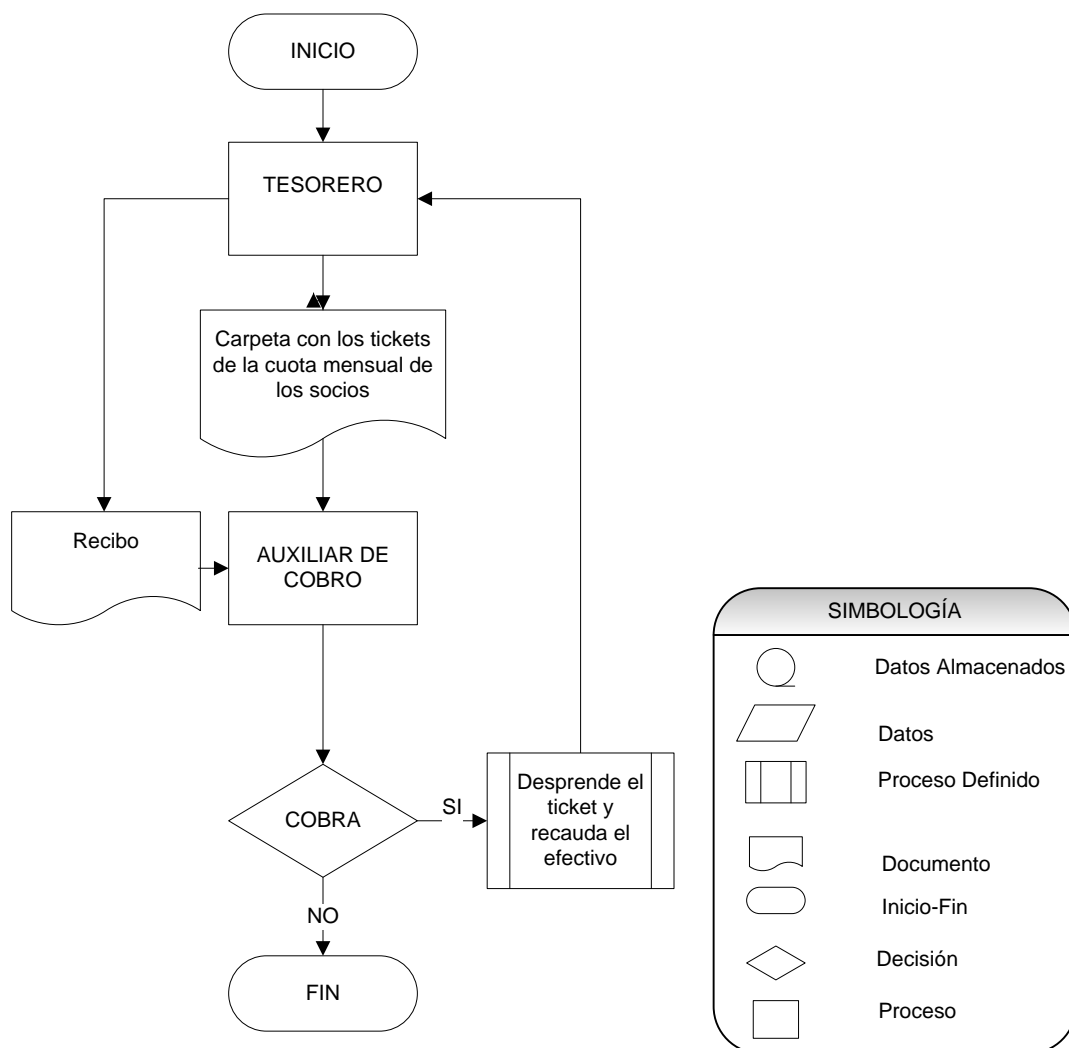 INICIO
TESORERO
Carpeta con los tickets
de la cuota mensual de
los socios
Recibo
AUXILIAR DE
COBRO
COBRA
SI
Desprende el
ticket y
recauda el
efectivo
NO
FIN
SIMBOLOGÍA
Datos Almacenados
Datos
Proceso Definido
Documento
Inicio-Fin
Decisión
Proceso